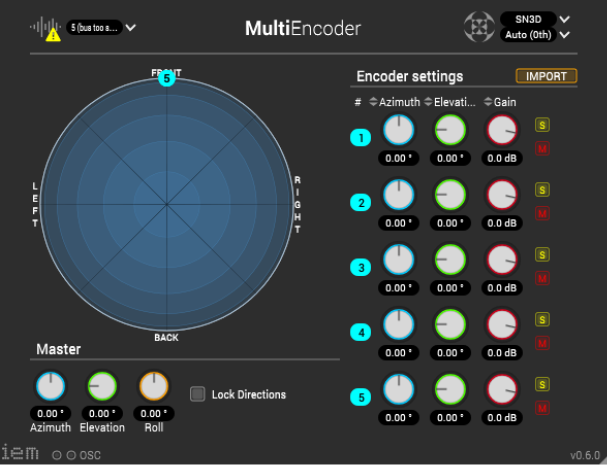 5 (bus too s...
MultiEncoder
SN3D
Auto (0th)
FRONT
5
LEFT
RIGHT
BACK
Encoder settings
IMPORT
# Azimuth Elevati... Gain
1 S
M
0.00 ° 0.00 ° 0.0 dB
2 S
M
0.00 ° 0.00 ° 0.0 dB
3 S
M
0.00 ° 0.00 ° 0.0 dB
4 S
M
0.00 ° 0.00 ° 0.0 dB
5 S
M
0.00 ° 0.00 ° 0.0 dB
Master
Lock Directions
0.00 ° 0.00 ° 0.00 °
Azimuth Elevation Roll
iem OSC
v0.6.0